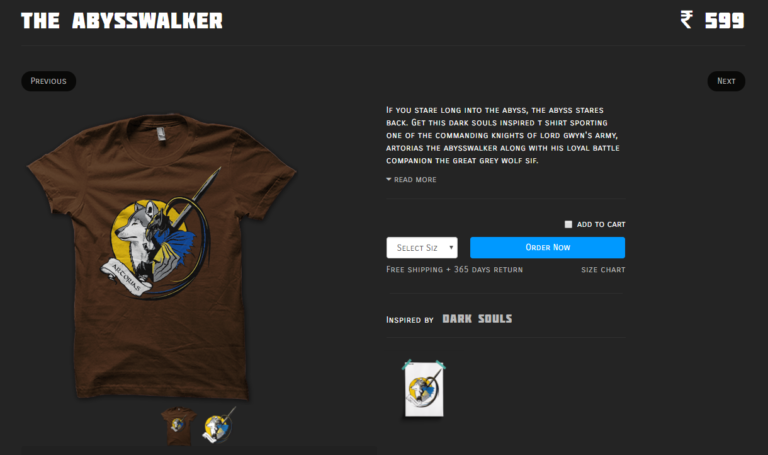 THE ABYSSWALKER
₹ 599
Previous
Next
If you stare long into the abyss, the abyss stares
back. Get this dark souls inspired t shirt sporting
one of the commanding knights of lord gwyn's army,
artorias the abysswalker along with his loyal battle
companion the great grey wolf sif.
read more
add to cart
Select Siz
Order Now
Free shipping + 365 days return
size chart
Inspired by DARK SOULS
ARTORIAS